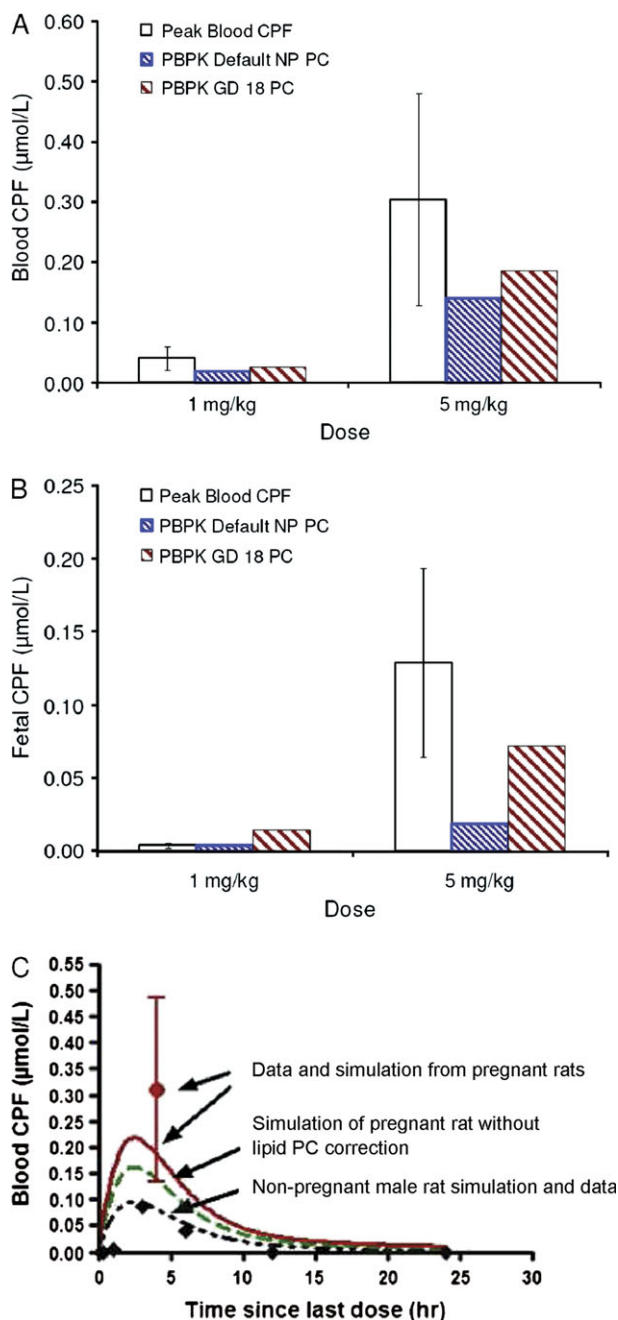 A
Peak Blood CPF
PBPK Default NP PC
PBPK GD 18 PC
Blood CPF (µmol/L)
0.60
0.50
0.40
0.30
0.20
0.10
0.00
1 mg/kg
5 mg/kg
Dose
B
Peak Blood CPF
PBPK Default NP PC
PBPK GD 18 PC
Fetal CPF (µmol/L)
0.25
0.20
0.15
0.10
0.05
0.00
1 mg/kg
5 mg/kg
Dose
C
Blood CPF (µmol/L)
0.55
0.50
0.45
0.40
0.35
0.30
0.25
0.20
0.15
0.10
0.05
0.00
Data and simulation from pregnant rats
Simulation of pregnant rat without
lipid PC correction
Non-pregnant male rat simulation and data
0 5 10 15 20 25 30
Time since last dose (hr)